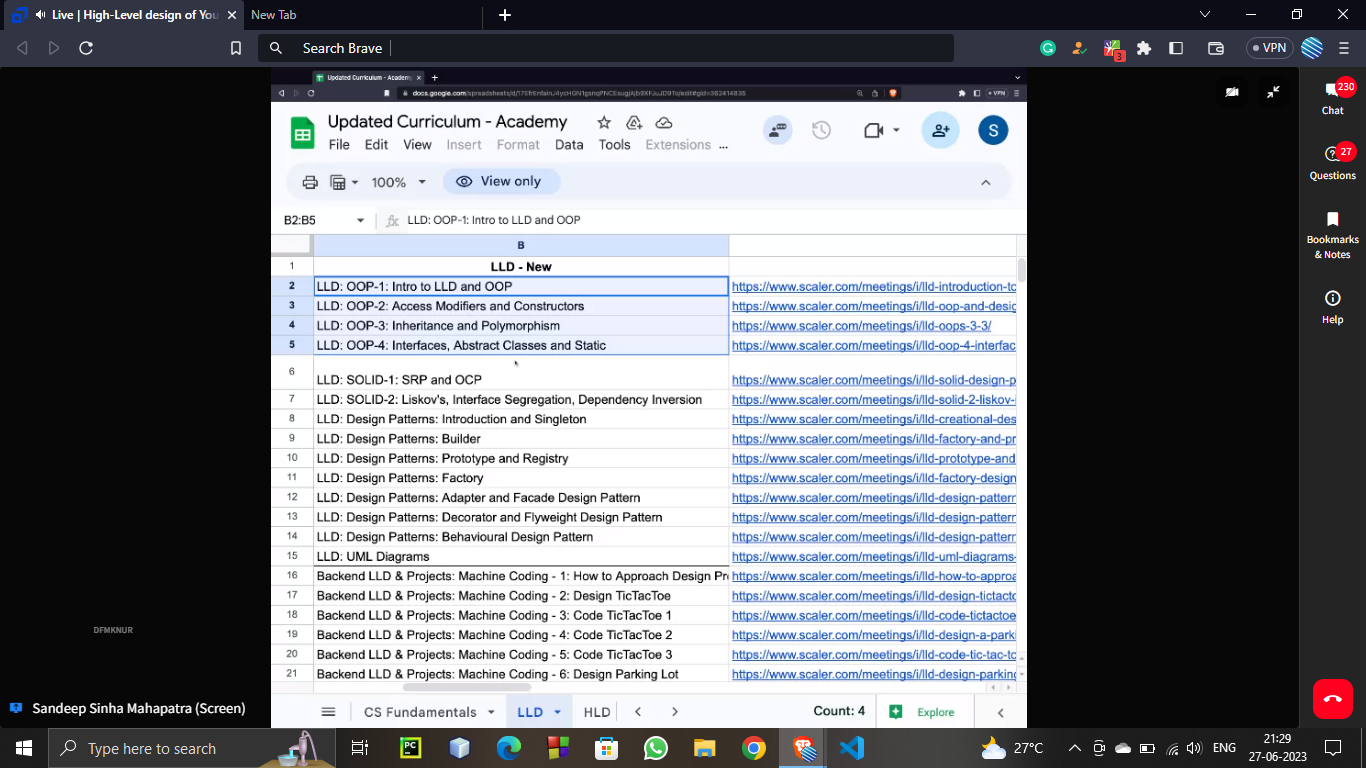 Live | High-Level design of You
New Tab
Search Brave
3
VPN
Updated Curriculum - Academy
Updated Curriculum - Academy
File Edit View Insert Format Data Tools Extensions ...
S
100%
View only
B2:B5
LLD: OOP-1: Intro to LLD and OOP
B
1 LLD - New
2 LLD: OOP-1: Intro to LLD and OOP https://www.scaler.com/meetings/i/lld-introduction-to
3 LLD: OOP-2: Access Modifiers and Constructors https://www.scaler.com/meetings/i/lld-oop-and-desig
4 LLD: OOP-3: Inheritance and Polymorphism https://www.scaler.com/meetings/i/lld-oops-3-3/
5 LLD: OOP-4: Interfaces, Abstract Classes and Static https://www.scaler.com/meetings/i/lld-oop-4-interfac
6 LLD: SOLID-1: SRP and OCP https://www.scaler.com/meetings/i/lld-solid-design-p
7 LLD: SOLID-2: Liskov's, Interface Segregation, Dependency Inversion https://www.scaler.com/meetings/i/lld-solid-2-liskov-
8 LLD: Design Patterns: Introduction and Singleton https://www.scaler.com/meetings/i/lld-creational-des
9 LLD: Design Patterns: Builder https://www.scaler.com/meetings/i/lld-factory-and-pr
10 LLD: Design Patterns: Prototype and Registry https://www.scaler.com/meetings/i/lld-prototype-and
11 LLD: Design Patterns: Factory https://www.scaler.com/meetings/i/lld-factory-design
12 LLD: Design Patterns: Adapter and Facade Design Pattern https://www.scaler.com/meetings/i/lld-design-pattern
13 LLD: Design Patterns: Decorator and Flyweight Design Pattern https://www.scaler.com/meetings/i/lld-design-pattern
14 LLD: Design Patterns: Behavioural Design Pattern https://www.scaler.com/meetings/i/lld-design-pattern
15 LLD: UML Diagrams https://www.scaler.com/meetings/i/lld-uml-diagrams-
16 Backend LLD & Projects: Machine Coding - 1: How to Approach Design Pr https://www.scaler.com/meetings/i/lld-how-to-approa
17 Backend LLD & Projects: Machine Coding - 2: Design TicTacToe https://www.scaler.com/meetings/i/lld-design-tictacto
18 Backend LLD & Projects: Machine Coding - 3: Code TicTacToe 1 https://www.scaler.com/meetings/i/lld-code-tictactoe
19 Backend LLD & Projects: Machine Coding - 4: Code TicTacToe 2 https://www.scaler.com/meetings/i/lld-design-a-parki
20 Backend LLD & Projects: Machine Coding - 5: Code TicTacToe 3 https://www.scaler.com/meetings/i/lld-code-tic-tac-to
21 Backend LLD & Projects: Machine Coding - 6: Design Parking Lot https://www.scaler.com/meetings/i/lld-design-parking
CS Fundamentals LLD HLD Count: 4 Explore
DFMKNUR
Sandeep Sinha Mahapatra (Screen)
230
Chat
27
Questions
Bookmarks
& Notes
Help
Type here to search
27°C
ENG
21:29
27-06-2023